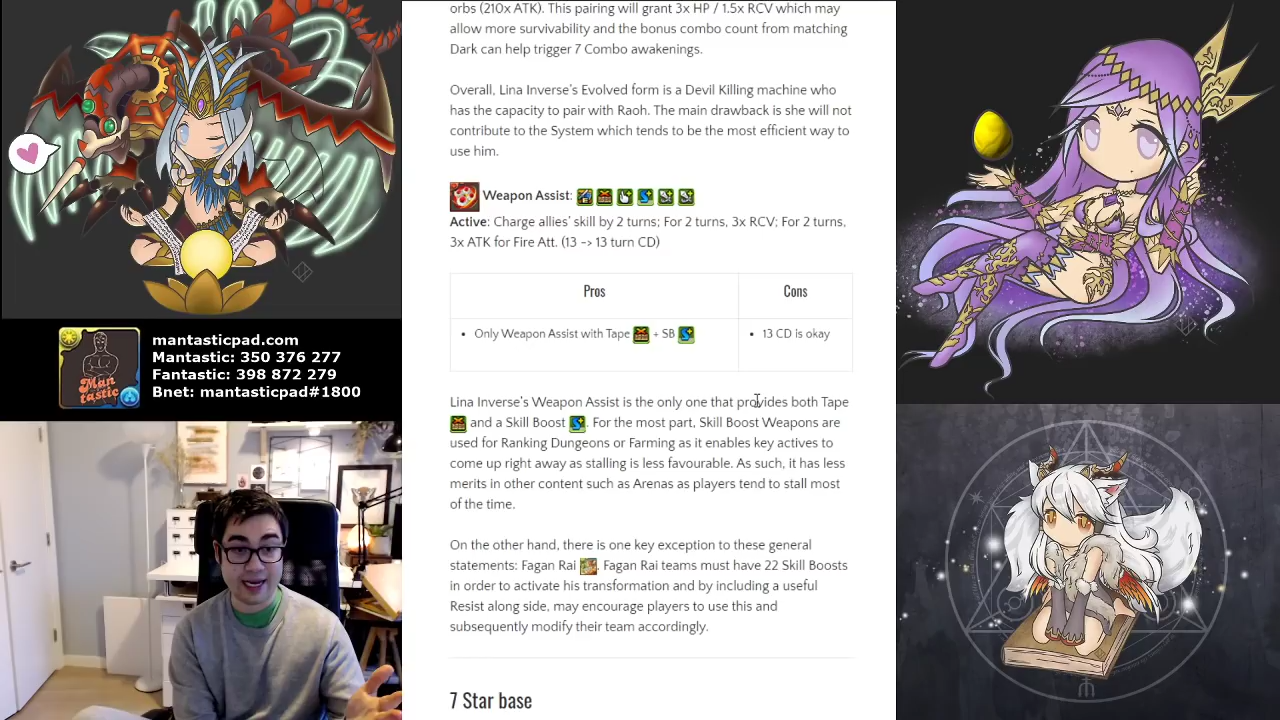 orbs (210x ATK). This pairing will grant 3x HP / 1.5x RCV which may
allow more survivability and the bonus combo count from matching
Dark can help trigger 7 Combo awakenings.
Overall, Lina Inverse's Evolved form is a Devil Killing machine who
has the capacity to pair with Raoh. The main drawback is she will not
contribute to the System which tends to be the most efficient way to
use him.
Weapon Assist:
Active: Charge allies' skill by 2 turns; For 2 turns, 3x RCV; For 2 turns,
3x ATK for Fire Att. (13 -> 13 turn CD)
Pros
Cons
• Only Weapon Assist with Tape + SB
• 13 CD is okay
Lina Inverse's Weapon Assist is the only one that provides both Tape
and a Skill Boost . For the most part, Skill Boost Weapons are
used for Ranking Dungeons or Farming as it enables key actives to
come up right away as stalling is less favourable. As such, it has less
merits in other content such as Arenas as players tend to stall most
of the time.
On the other hand, there is one key exception to these general
statements: Fagan Rai . Fagan Rai teams must have 22 Skill Boosts
in order to activate his transformation and by including a useful
Resist along side, may encourage players to use this and
subsequently modify their team accordingly.
7 Star base
Man
tastic
mantasticpad.com
Mantastic: 350 376 277
Fantastic: 398 872 279
Bnet: mantasticpad#1800